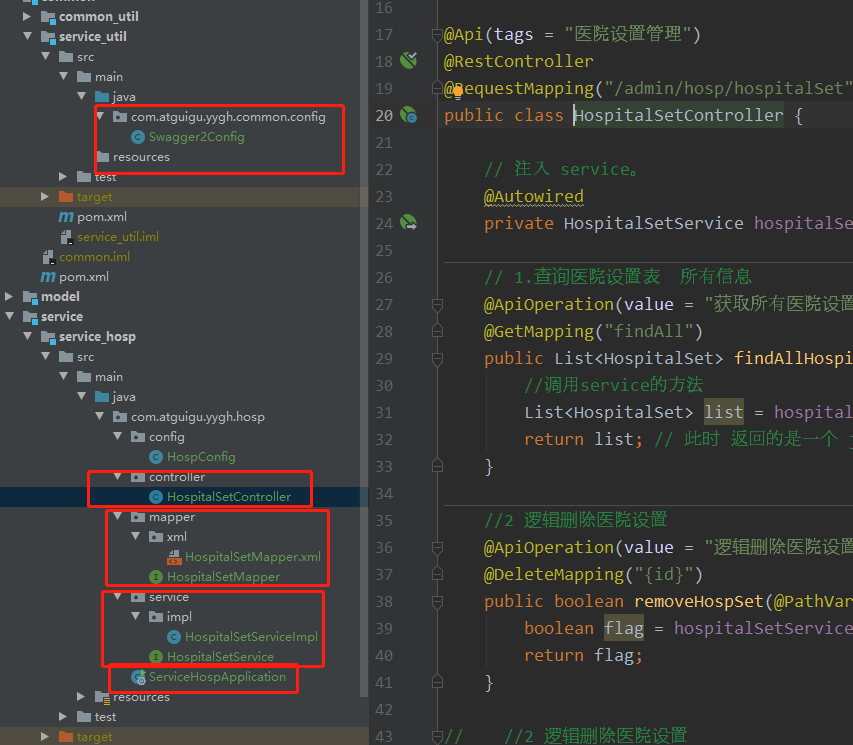 common
common_util
service_util
src
main
java
com.atguigu.yygh.common.config
Swagger2Config
resources
test
target
pom.xml
service_util.iml
common.iml
pom.xml
model
service
service_hosp
src
main
java
com.atguigu.yygh.hosp
config
HospConfig
controller
HospitalSetController
mapper
xml
HospitalSetMapper.xml
HospitalSetMapper
service
impl
HospitalSetServiceImpl
HospitalSetService
ServiceHospApplication
resources
test
target
16
17 @Api(tags = "医院设置管理")
18 @RestController
19 @RequestMapping("/admin/hosp/hospitalSet"
20 public class HospitalSetController {
21
22 // 注入 service。
23 @Autowired
24 private HospitalSetService hospitalSe
25
26 // 1.查询医院设置表 所有信息
27 @ApiOperation(value = "获取所有医院设置
28 @GetMapping("findAll")
29 public List<HospitalSet> findAllHospi
30 //调用service的方法
31 List<HospitalSet> list = hospital
32 return list; // 此时 返回的是一个
33 }
34
35 //2 逻辑删除医院设置
36 @ApiOperation(value = "逻辑删除医院设置
37 @DeleteMapping("{id}")
38 public boolean removeHospSet(@PathVar
39 boolean flag = hospitalSetService
40 return flag;
41 }
42
43 // //2 逻辑删除医院设置